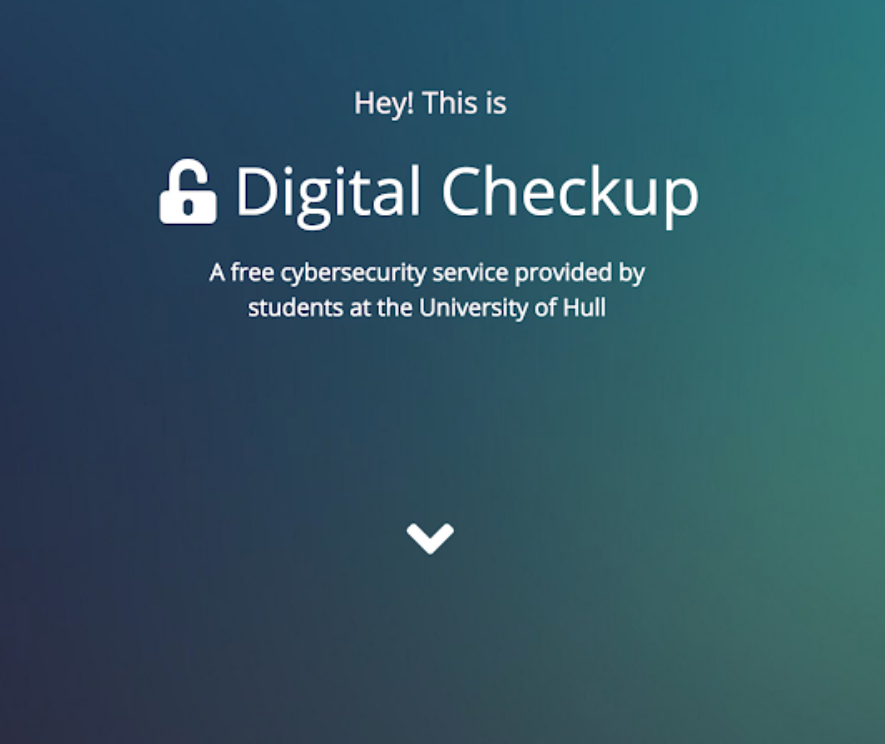 Hey! This is
Digital Checkup
A free cybersecurity service provided by
students at the University of Hull